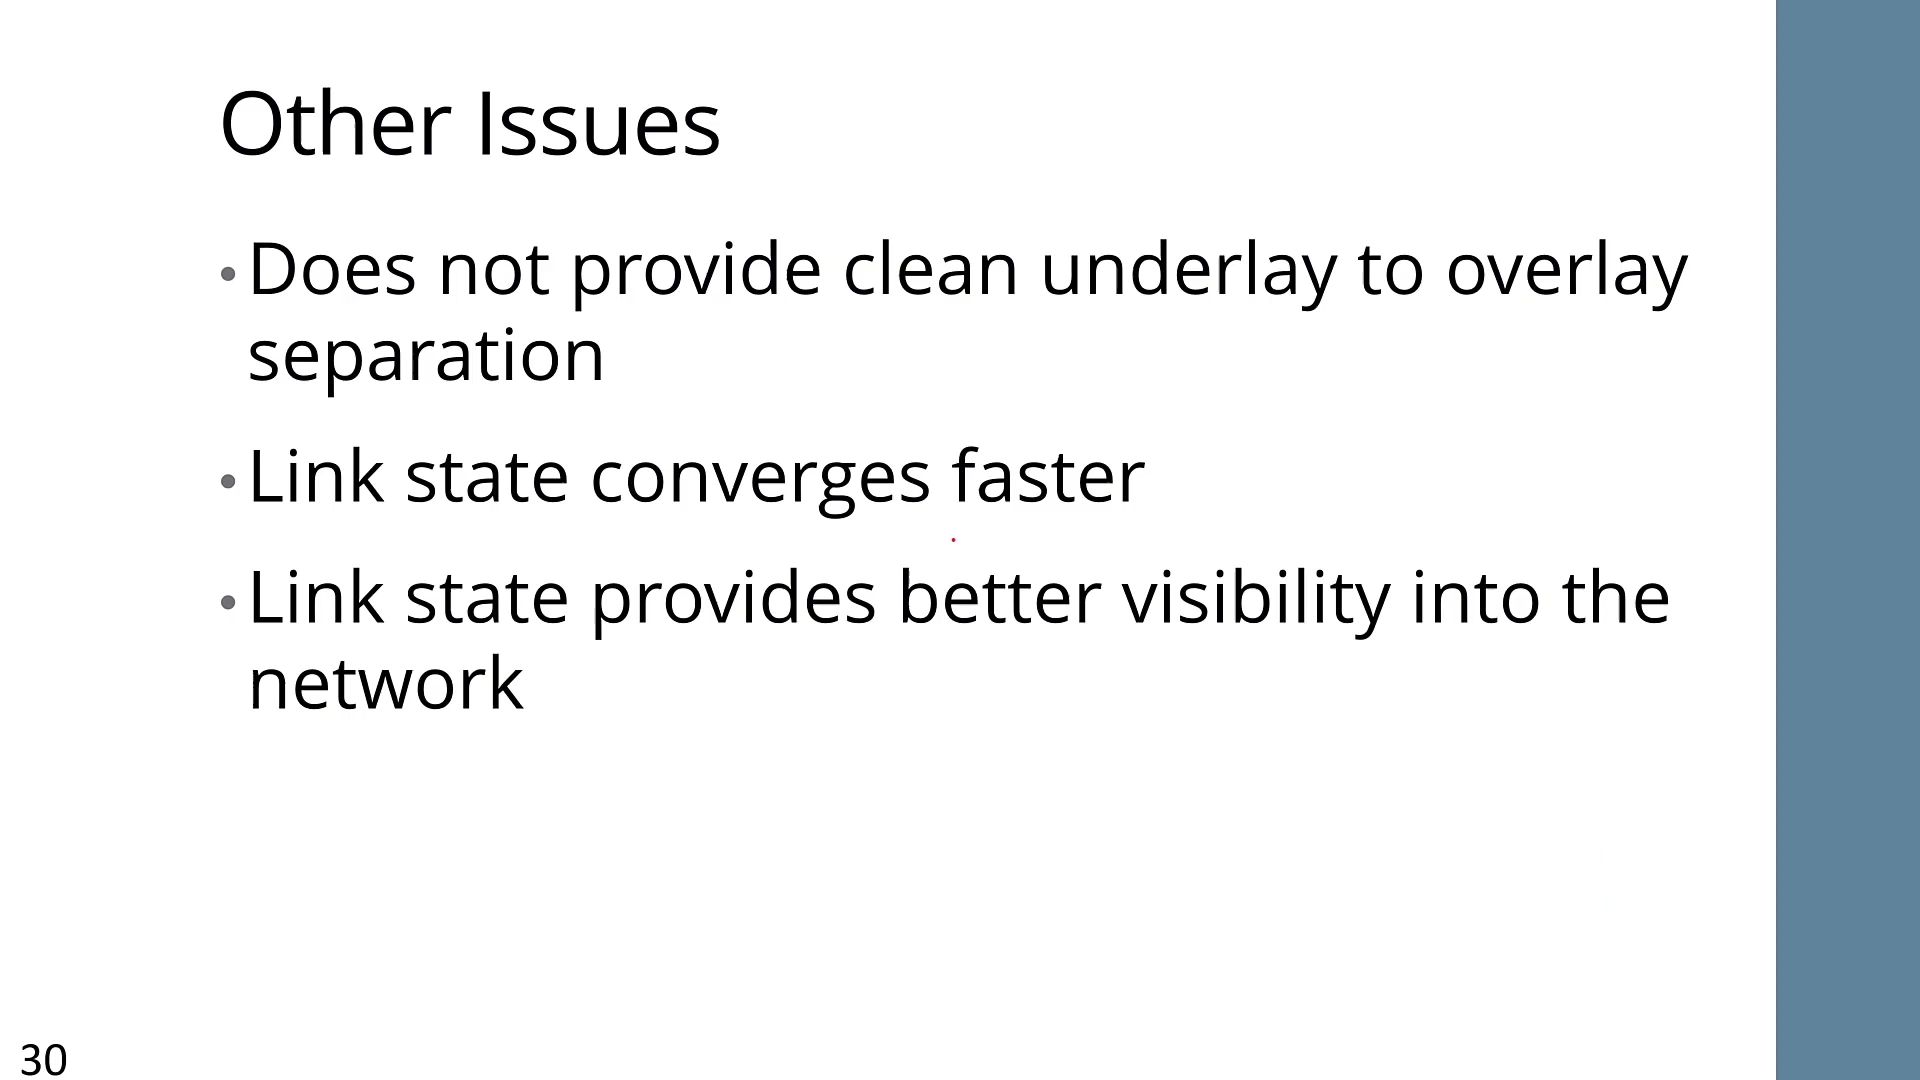 Other Issues
• Does not provide clean underlay to overlay
separation
• Link state converges faster
• Link state provides better visibility into the
network
30